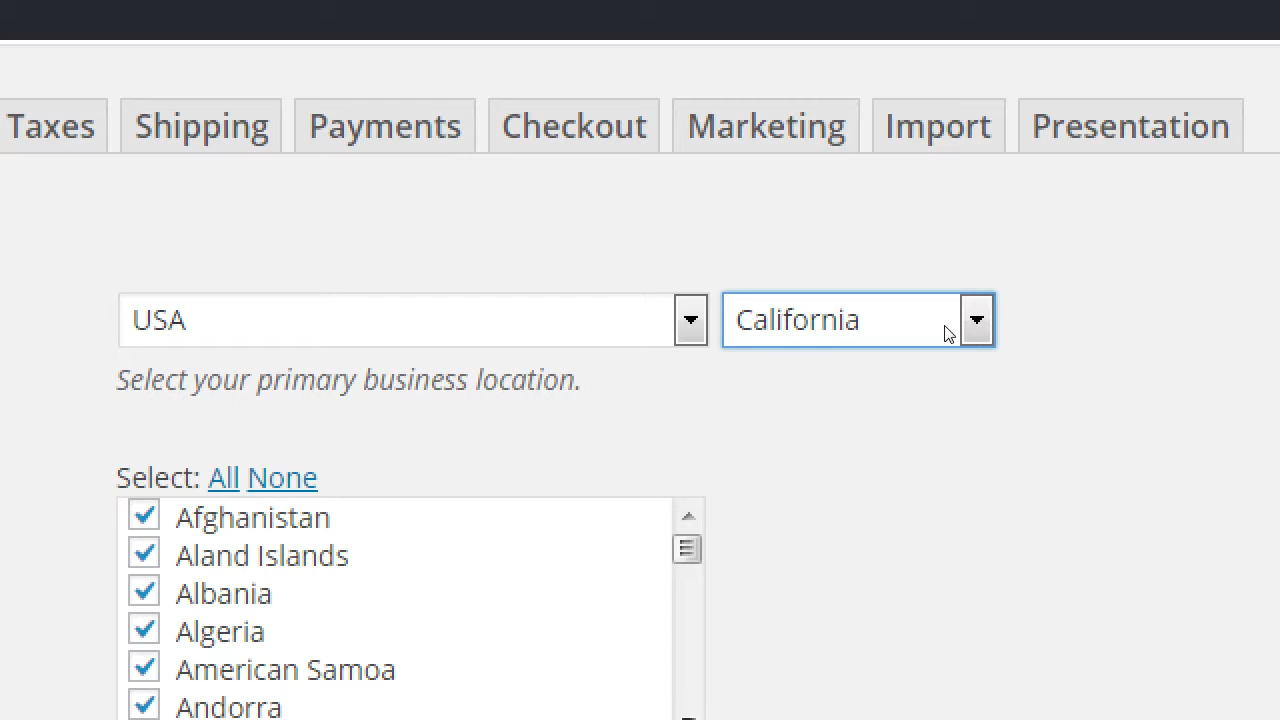 Taxes Shipping Payments Checkout Marketing Import Presentation
USA California
Select your primary business location.
Select: All None
Afghanistan
Aland Islands
Albania
Algeria
American Samoa
Andorra